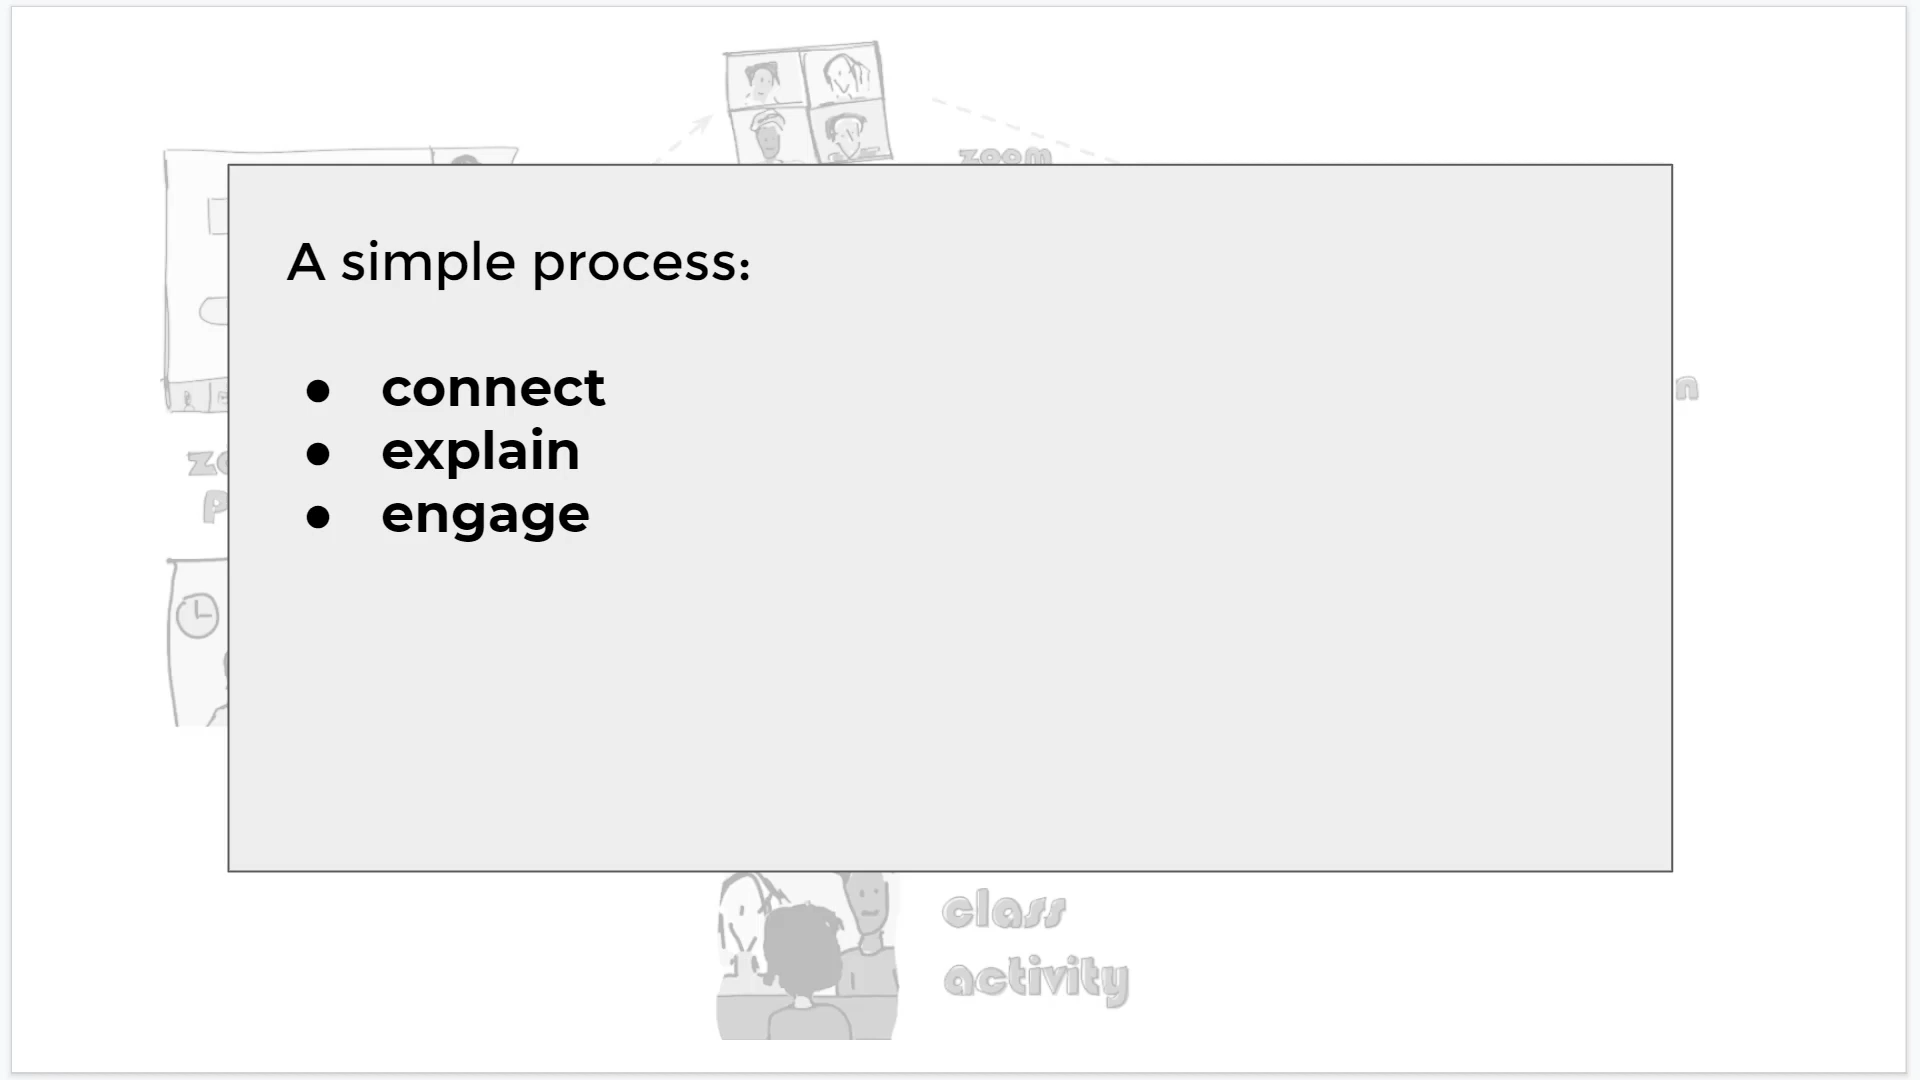 zoom
A simple process:
connect
explain
engage
class
activity